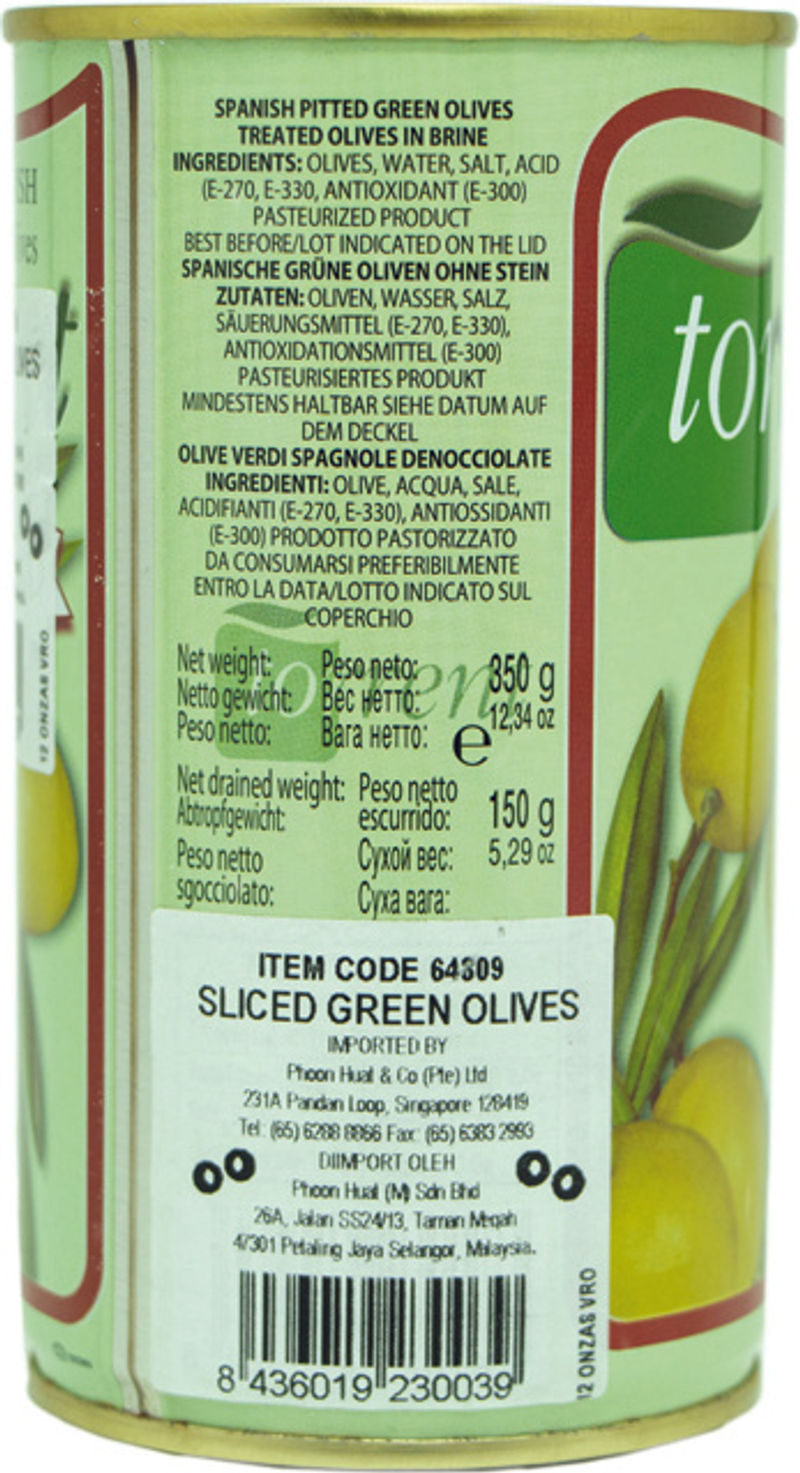 SPANISH PITTED GREEN OLIVES
TREATED OLIVES IN BRINE
INGREDIENTS: OLIVES, WATER, SALT, ACID
(E-270, E-330, ANTIOXIDANT (E-300)
PASTEURIZED PRODUCT
BEST BEFORE/LOT INDICATED ON THE LID
SPANISCHE GRÜNE OLIVEN OHNE STEIN
ZUTATEN: OLIVEN, WASSER, SALZ,
SÄUERUNGSMITTEL (E-270, E-330),
ANTIOXIDATIONSMITTEL (E-300)
PASTEURISIERTES PRODUKT
MINDESTENS HALTBAR SIEHE DATUM AUF
DEM DECKEL
OLIVE VERDI SPAGNOLE DENOCCIOLATE
INGREDIENTI: OLIVE, ACQUA, SALE,
ACIDIFIANTI (E-270, E-330), ANTIOSSIDANTI
(E-300) PRODOTTO PASTORIZZATO
DA CONSUMARSI PREFERIBILMENTE
ENTRO LA DATA/LOTTO INDICATO SUL
COPERCHIO
Net weight: Peso neto: 350 g
Netto gewicht: Вес нетто: 12,34 oz
Peso netto: Вага нетто: e
Net drained weight: Peso netto
Abtropfgewicht: escurrido: 150 g
Peso netto Сухой вес: 5,29 oz
sgocciolato: Суха вага:
ITEM CODE 64309
SLICED GREEN OLIVES
IMPORTED BY
Phoon Huat & Co (Pte) Ltd
231A Pandan Loop, Singapore 128419
Tel: (65) 6288 8866 Fax: (65) 6383 2993
DIIMPORT OLEH
Phoon Huat (M) Sdn Bhd
26A, Jalan SS24/13, Taman Megah
47301 Petaling Jaya Selangor, Malaysia.
8 436019 230039
12 ONZAS VRO
tor
12 ONZAS VRO